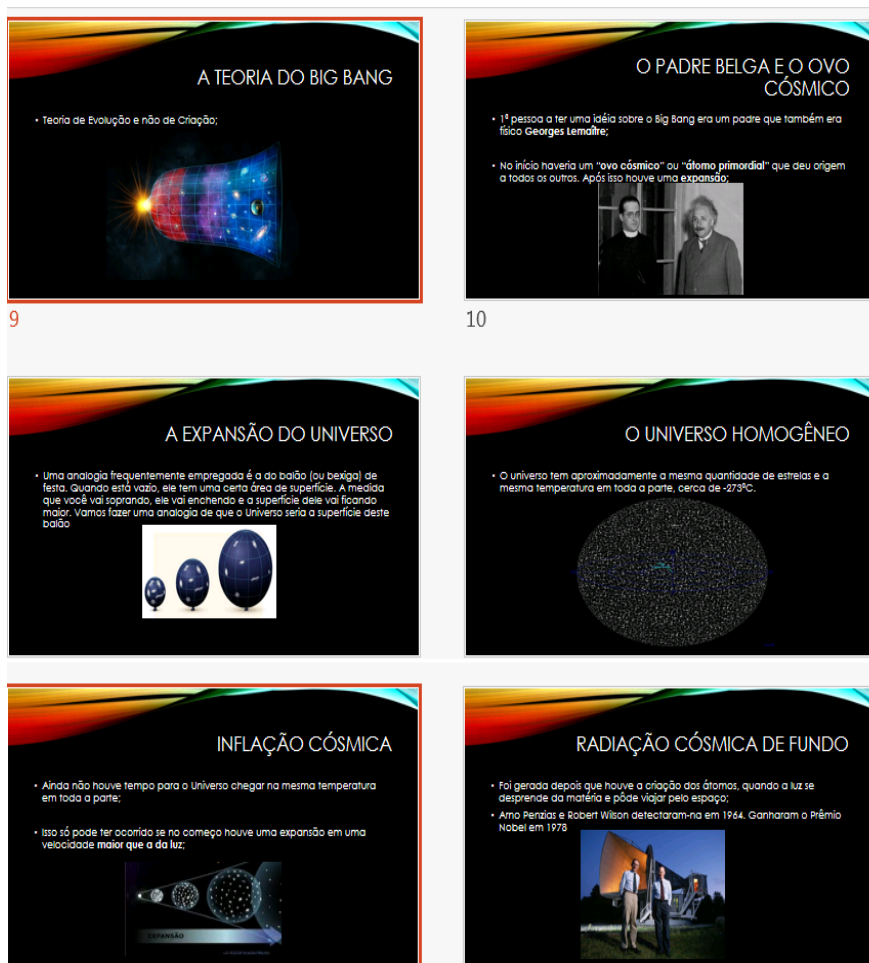 A TEORIA DO BIG BANG
• Teoria de Evolução e não de Criação;
9
O PADRE BELGA E O OVO
CÓSMICO
• 1ª pessoa a ter uma idéia sobre o Big Bang era um padre que também era
físico Georges Lemaître;
• No início haveria um "ovo cósmico" ou "átomo primordial" que deu origem
a todos os outros. Após isso houve uma expansão;
10
A EXPANSÃO DO UNIVERSO
• Uma analogia frequentemente empregada é a do balão (ou bexiga) de
festa. Quando está vazio, ele tem uma certa área de superfície. A medida
que você vai soprando, ele vai enchendo e a superfície dele vai ficando
maior. Vamos fazer uma analogia de que o Universo seria a superfície deste
balão
O UNIVERSO HOMOGÊNEO
• O universo tem aproximadamente a mesma quantidade de estrelas e a
mesma temperatura em toda a parte, cerca de -273ºC.
INFLAÇÃO CÓSMICA
• Ainda não houve tempo para o Universo chegar na mesma temperatura
em toda a parte;
• Isso só pode ter ocorrido se no começo houve uma expansão em uma
velocidade maior que a da luz;
EXPANSÃO
RADIAÇÃO CÓSMICA DE FUNDO
• Foi gerada depois que houve a criação dos átomos, quando a luz se
desprende da matéria e pôde viajar pelo espaço;
• Arno Penzias e Robert Wilson detectaram-na em 1964. Ganharam o Prêmio
Nobel em 1978